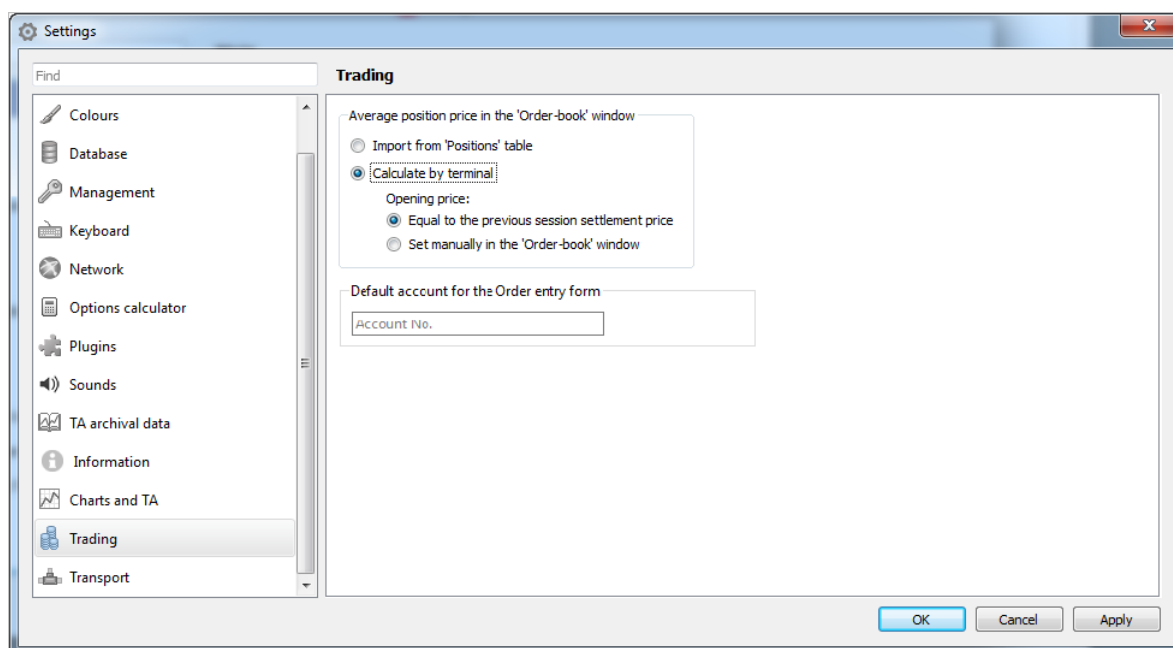 Settings
Find
Colours
Database
Management
Keyboard
Network
Options calculator
Plugins
Sounds
TA archival data
Information
Charts and TA
Trading
Transport
Trading
Average position price in the 'Order-book' window
Import from 'Positions' table
Calculate by terminal
Opening price:
Equal to the previous session settlement price
Set manually in the 'Order-book' window
Default account for the Order entry form
Account No.
OK
Cancel
Apply